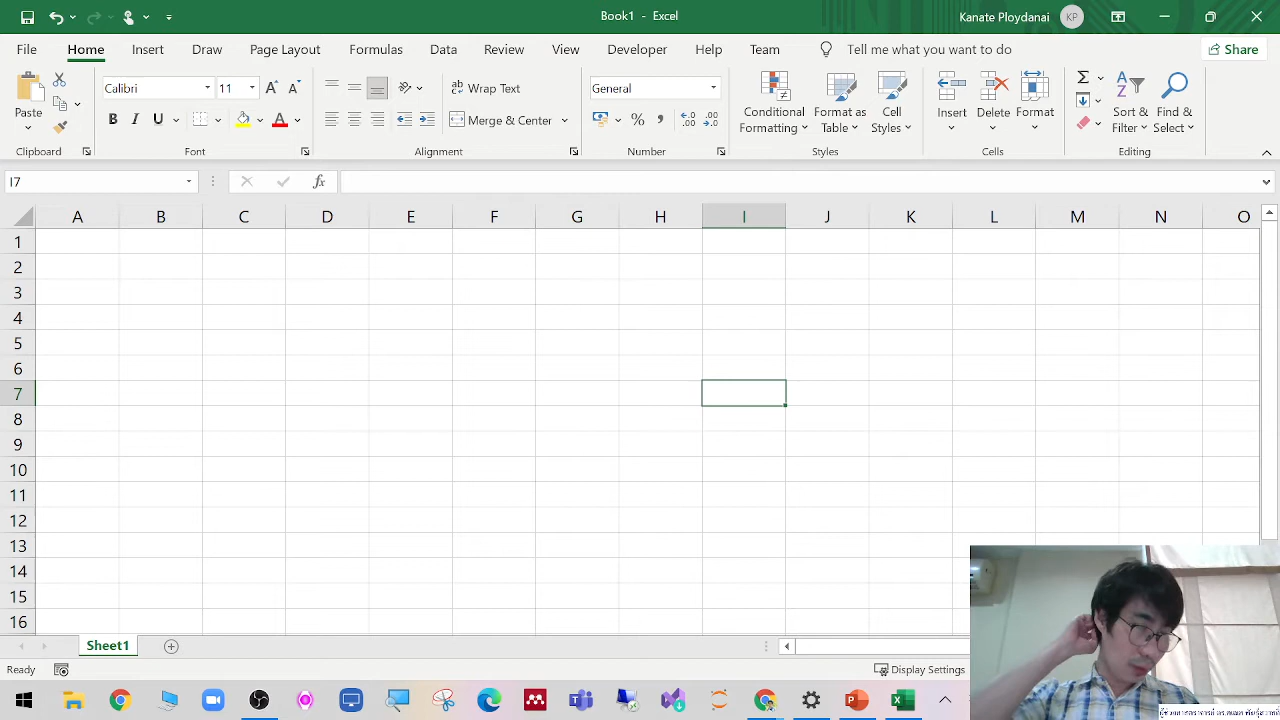 Book1 - Excel
Kanate Ploydanai
KP
File
Home
Insert
Draw
Page Layout
Formulas
Data
Review
View
Developer
Help
Team
Tell me what you want to do
Share
Paste
Clipboard
Calibri
11
B
I
U
Font
Wrap Text
Merge & Center
Alignment
General
%
Number
Conditional Formatting
Format as Table
Cell Styles
Styles
Insert
Delete
Format
Cells
Sort & Filter
Find & Select
Editing
I7
fx
A B C D E F G H I J K L M N O
1
2
3
4
5
6
7
8
9
10
11
12
13
14
15
16
Sheet1
Ready
Display Settings